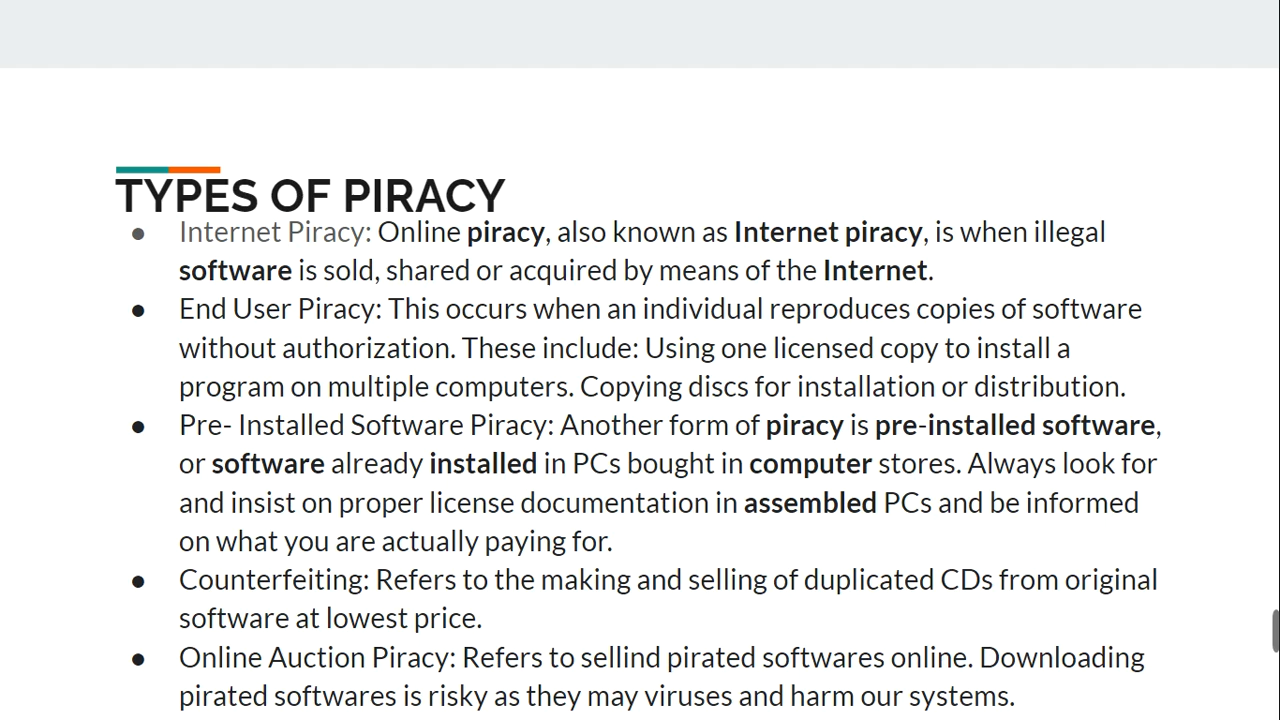 TYPES OF PIRACY
● Internet Piracy: Online piracy, also known as Internet piracy, is when illegal
software is sold, shared or acquired by means of the Internet.
● End User Piracy: This occurs when an individual reproduces copies of software
without authorization. These include: Using one licensed copy to install a
program on multiple computers. Copying discs for installation or distribution.
● Pre- Installed Software Piracy: Another form of piracy is pre-installed software,
or software already installed in PCs bought in computer stores. Always look for
and insist on proper license documentation in assembled PCs and be informed
on what you are actually paying for.
● Counterfeiting: Refers to the making and selling of duplicated CDs from original
software at lowest price.
● Online Auction Piracy: Refers to sellind pirated softwares online. Downloading
pirated softwares is risky as they may viruses and harm our systems.